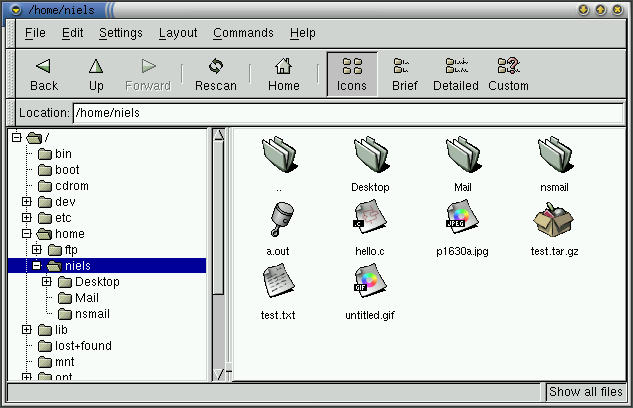 /home/niels
File Edit Settings Layout Commands Help
Back Up Forward Rescan Home Icons Brief Detailed Custom
Location: /home/niels
/
bin
boot
cdrom
dev
etc
home
ftp
niels
Desktop
Mail
nsmail
lib
lost+found
mnt
opt
.. Desktop Mail nsmail
a.out hello.c p1630a.jpg test.tar.gz
test.txt untitled.gif
.C
JPEG
GIF
Show all files